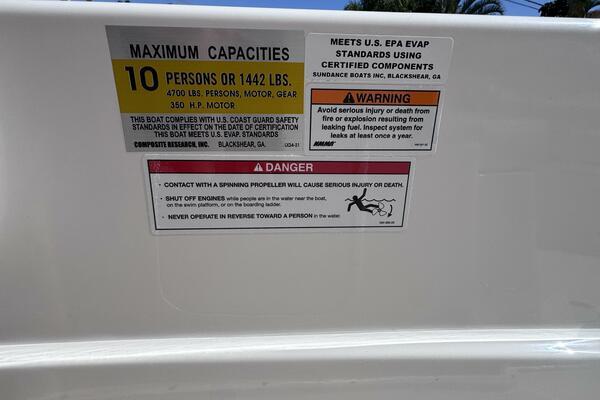 MAXIMUM CAPACITIES
10 PERSONS OR 1442 LBS.
4700 LBS. PERSONS, MOTOR, GEAR
350 H.P. MOTOR
THIS BOAT COMPLIES WITH U.S. COAST GUARD SAFETY
STANDARDS IN EFFECT ON THE DATE OF CERTIFICATION
THIS BOAT MEETS U.S. EVAP. STANDARDS
COMPOSITE RESEARCH, INC. BLACKSHEAR, GA.
MEETS U.S. EPA EVAP
STANDARDS USING
CERTIFIED COMPONENTS
SUNDANCE BOATS INC, BLACKSHEAR, GA
WARNING
Avoid serious injury or death from
fire or explosion resulting from
leaking fuel. Inspect system for
leaks at least once a year.
NMMA
DANGER
• CONTACT WITH A SPINNING PROPELLER WILL CAUSE SERIOUS INJURY OR DEATH.
• SHUT OFF ENGINES while people are in the water near the boat,
on the swim platform, or on the boarding ladder.
• NEVER OPERATE IN REVERSE TOWARD A PERSON in the water.